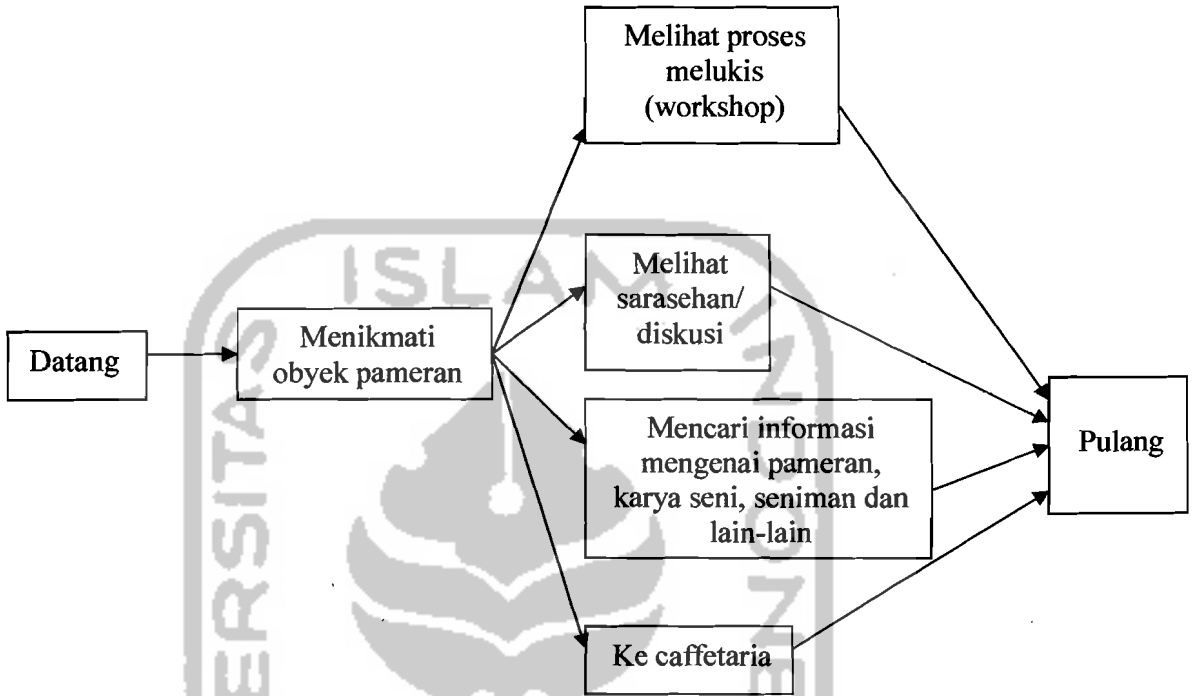 Datang
Menikmati
obyek pameran
Melihat proses
melukis
(workshop)
Melihat
sarasehan/
diskusi
Mencari informasi
mengenai pameran,
karya seni, seniman dan
lain-lain
Ke caffetaria
Pulang
ISLAM